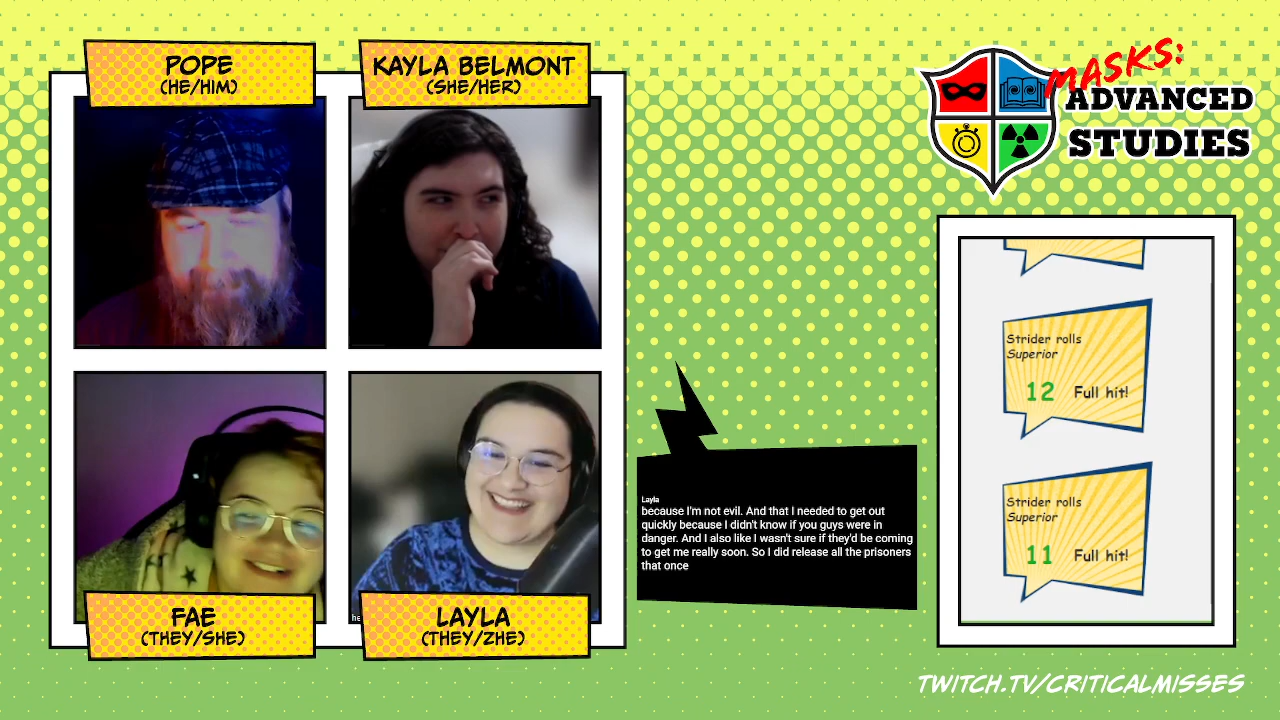 POPE
(HE/HIM)
KAYLA BELMONT
(SHE/HER)
FAE
(THEY/SHE)
LAYLA
(THEY/ZHE)
he
Layla
because I'm not evil. And that I needed to get out
quickly because I didn't know if you guys were in
danger. And I also like I wasn't sure if they'd be coming
to get me really soon. So I did release all the prisoners
that once
MASKS:
ADVANCED
STUDIES
Strider rolls
Superior
12 Full hit!
Strider rolls
Superior
11 Full hit!
TWITCH.TV/CRITICALMISSES